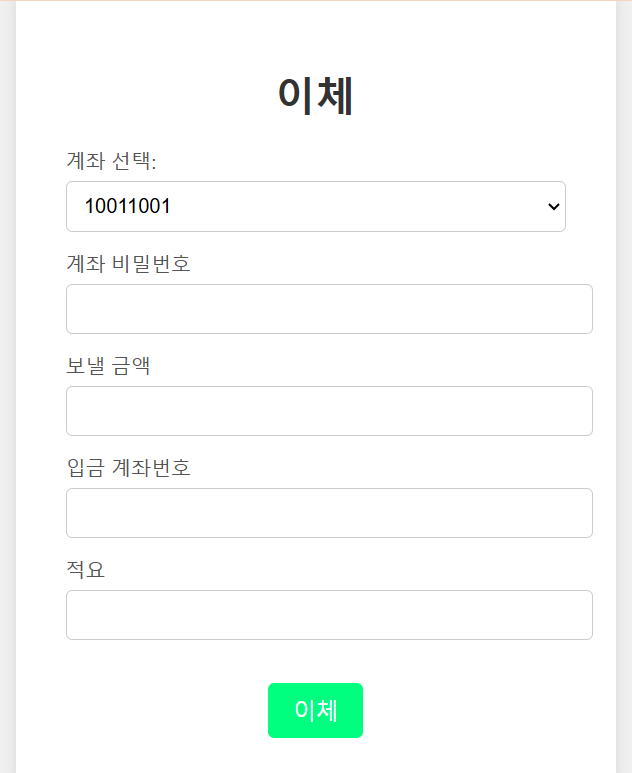 이체
계좌 선택:
10011001
계좌 비밀번호
보낼 금액
입금 계좌번호
적요
이체